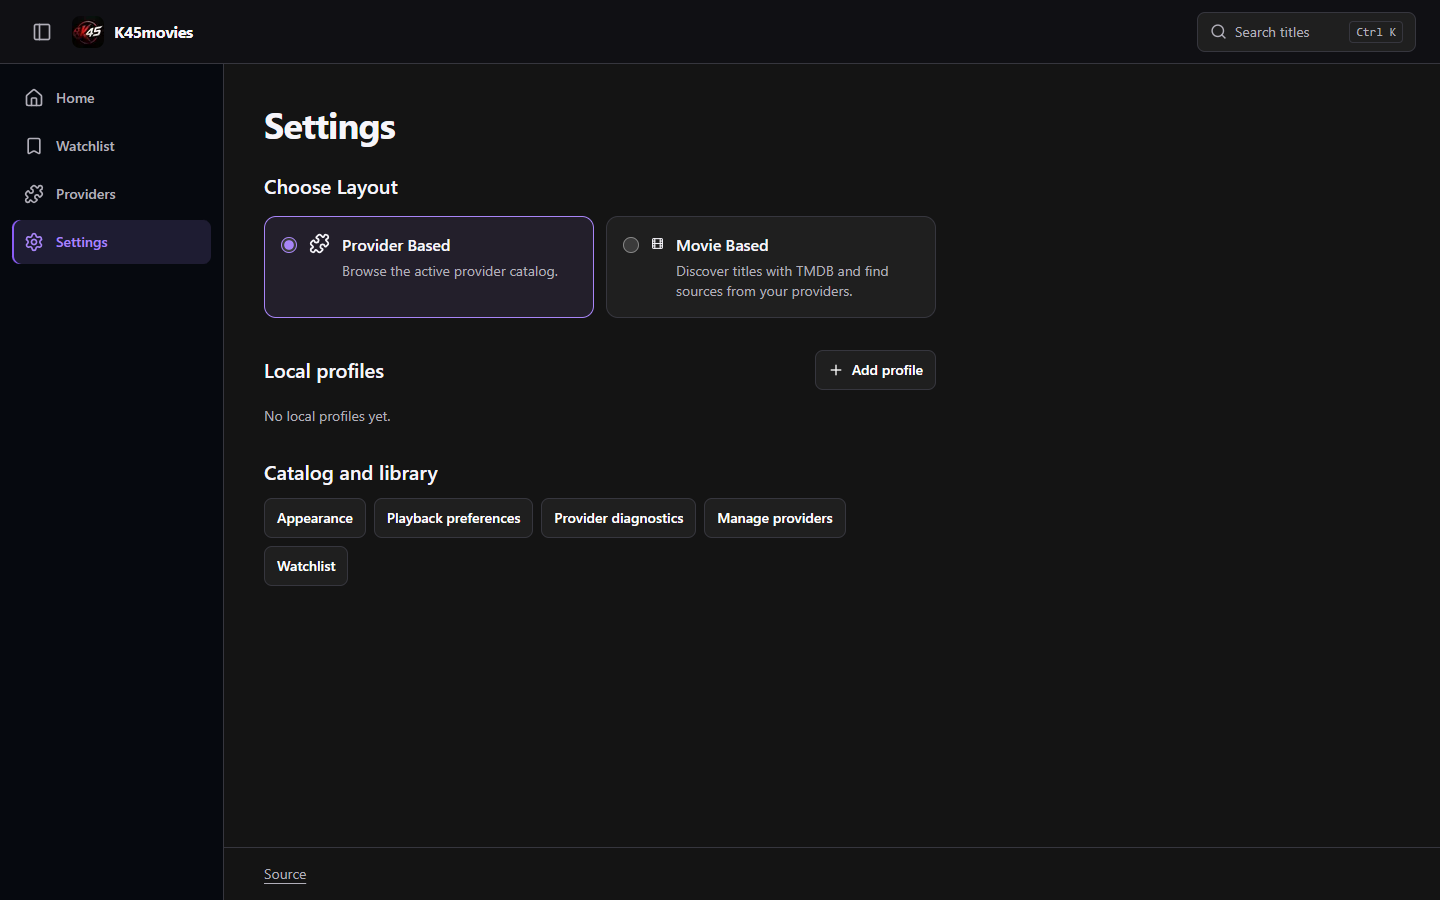 K45
K45movies
Search titles
Ctrl K
Home
Watchlist
Providers
Settings
Settings
Choose Layout
Provider Based
Browse the active provider catalog.
Movie Based
Discover titles with TMDB and find
sources from your providers.
Local profiles
Add profile
No local profiles yet.
Catalog and library
Appearance
Playback preferences
Provider diagnostics
Manage providers
Watchlist
Source